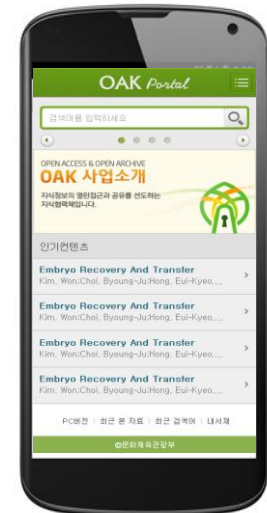 OAK Portal
검색어를 입력하세요
OPEN ACCESS & OPEN ARCHIVE
OAK 사업소개
지식정보의 열린접근과 공유를 선도하는
지식협력체입니다.
인기컨텐츠
Embryo Recovery And Transfer
Kim, Won:Choi, Byoung-Ju:Hong, Eui-Kyeo,...
Embryo Recovery And Transfer
Kim, Won:Choi, Byoung-Ju:Hong, Eui-Kyeo,...
Embryo Recovery And Transfer
Kim, Won:Choi, Byoung-Ju:Hong, Eui-Kyeo,...
Embryo Recovery And Transfer
Kim, Won:Choi, Byoung-Ju:Hong, Eui-Kyeo,...
PC버전 | 최근 본 자료 | 최근 검색어 | 내서재
©문화체육관광부